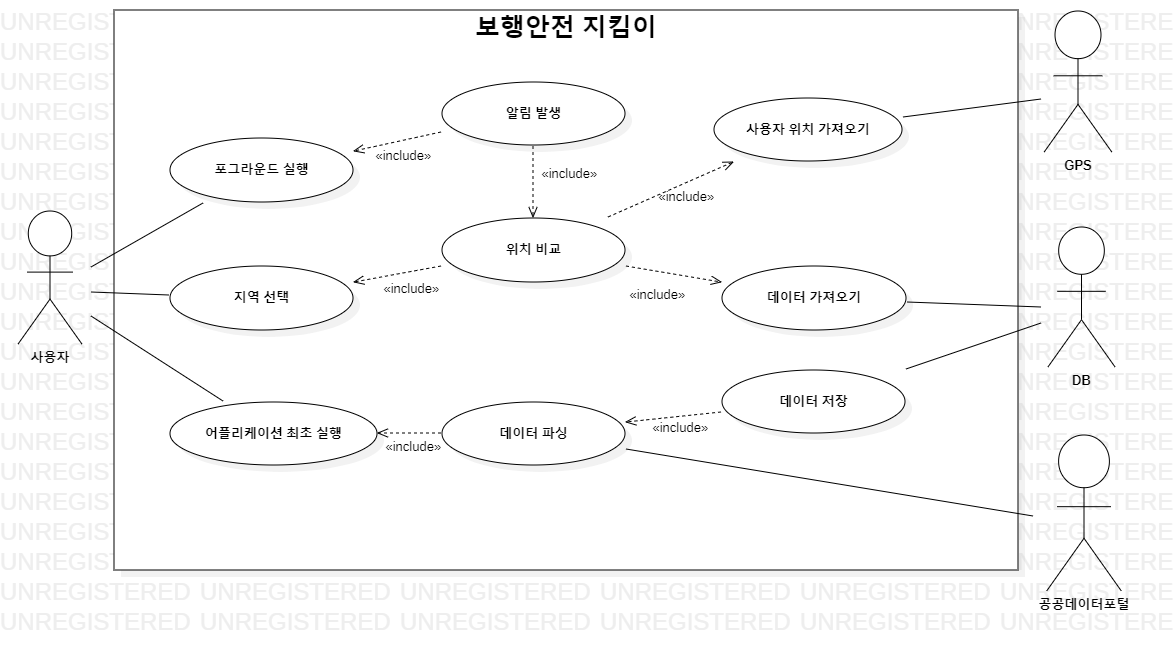 보행안전 지킴이
알림 발생
사용자 위치 가져오기
포그라운드 실행
«include»
«include»
«include»
GPS
위치 비교
지역 선택
«include»
«include»
데이터 가져오기
사용자
DB
데이터 저장
어플리케이션 최초 실행
«include»
데이터 파싱
«include»
공공데이터포털
UNREGISTERED UNREGISTERED UNREGISTERED UNREGISTERED UNREGISTERED UNREGISTERE
UNREGISTERED UNREGISTERED UNREGISTERED UNREGISTERED UNREGISTERED UNREGISTERE